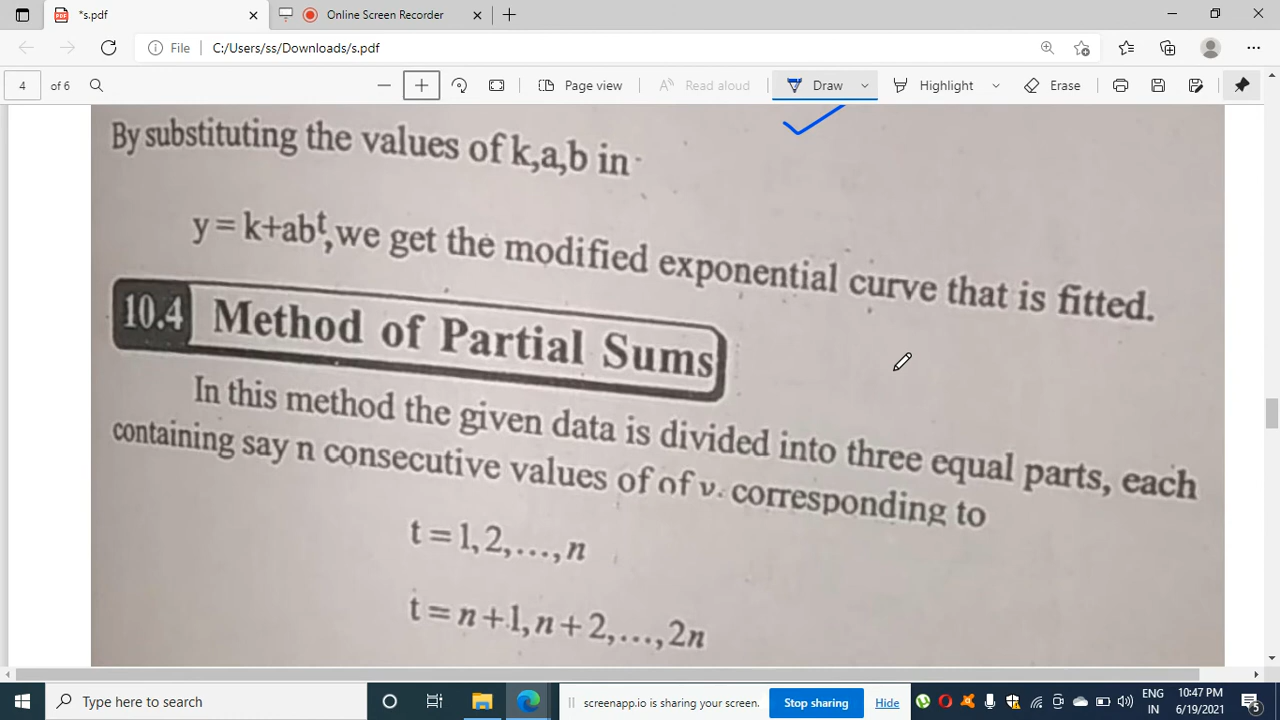 *s.pdf
Online Screen Recorder
File
C:/Users/ss/Downloads/s.pdf
4 of 6
Page view
Read aloud
Draw
Highlight
Erase
By substituting the values of k,a,b in
y = k+abᵗ, we get the modified exponential curve that is fitted.
10.4 Method of Partial Sums
In this method the given data is divided into three equal parts, each
containing say n consecutive values of of y. corresponding to
t = 1, 2, ..., n
t = n + 1, n + 2, ..., 2n
Type here to search
screenapp.io is sharing your screen.
Stop sharing
Hide
ENG
IN
10:47 PM
6/19/2021
5